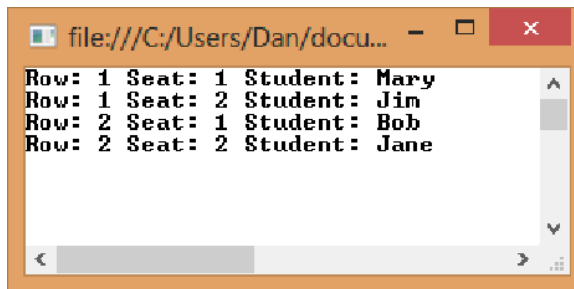 file:///C:/Users/Dan/docu...
Row: 1 Seat: 1 Student: Mary
Row: 1 Seat: 2 Student: Jim
Row: 2 Seat: 1 Student: Bob
Row: 2 Seat: 2 Student: Jane